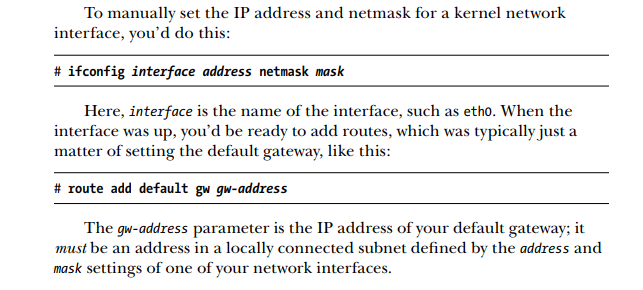 To manually set the IP address and netmask for a kernel network
interface, you’d do this:
# ifconfig interface address netmask mask
Here, interface is the name of the interface, such as eth0. When the
interface was up, you’d be ready to add routes, which was typically just a
matter of setting the default gateway, like this:
# route add default gw gw-address
The gw-address parameter is the IP address of your default gateway; it
must be an address in a locally connected subnet defined by the address and
mask settings of one of your network interfaces.